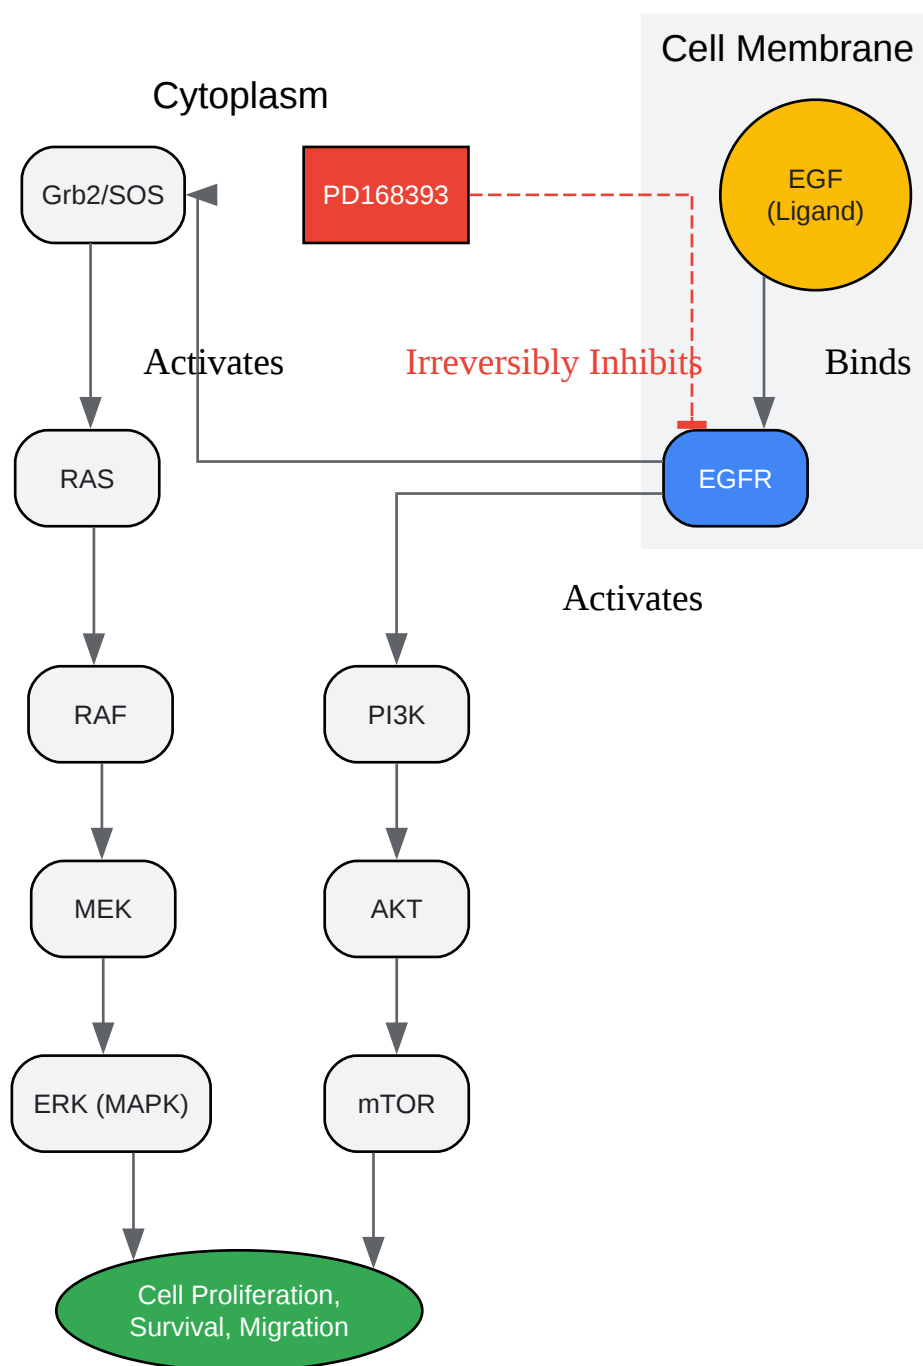 Cell Membrane
Cytoplasm
EGF
(Ligand)
Grb2/SOS
PD168393
Activates
Irreversibly Inhibits
Binds
RAS
EGFR
Activates
RAF
PI3K
MEK
AKT
ERK (MAPK)
mTOR
Cell Proliferation,
Survival, Migration